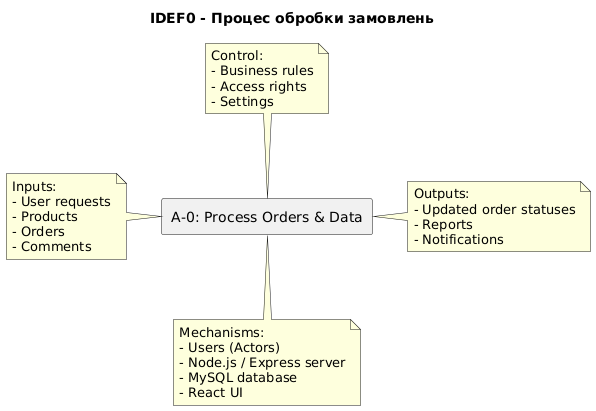 IDEF0 - Процес обробки замовлень
Control:
- Business rules
- Access rights
- Settings
Inputs:
- User requests
- Products
- Orders
- Comments
A-0: Process Orders & Data
Outputs:
- Updated order statuses
- Reports
- Notifications
Mechanisms:
- Users (Actors)
- Node.js / Express server
- MySQL database
- React UI